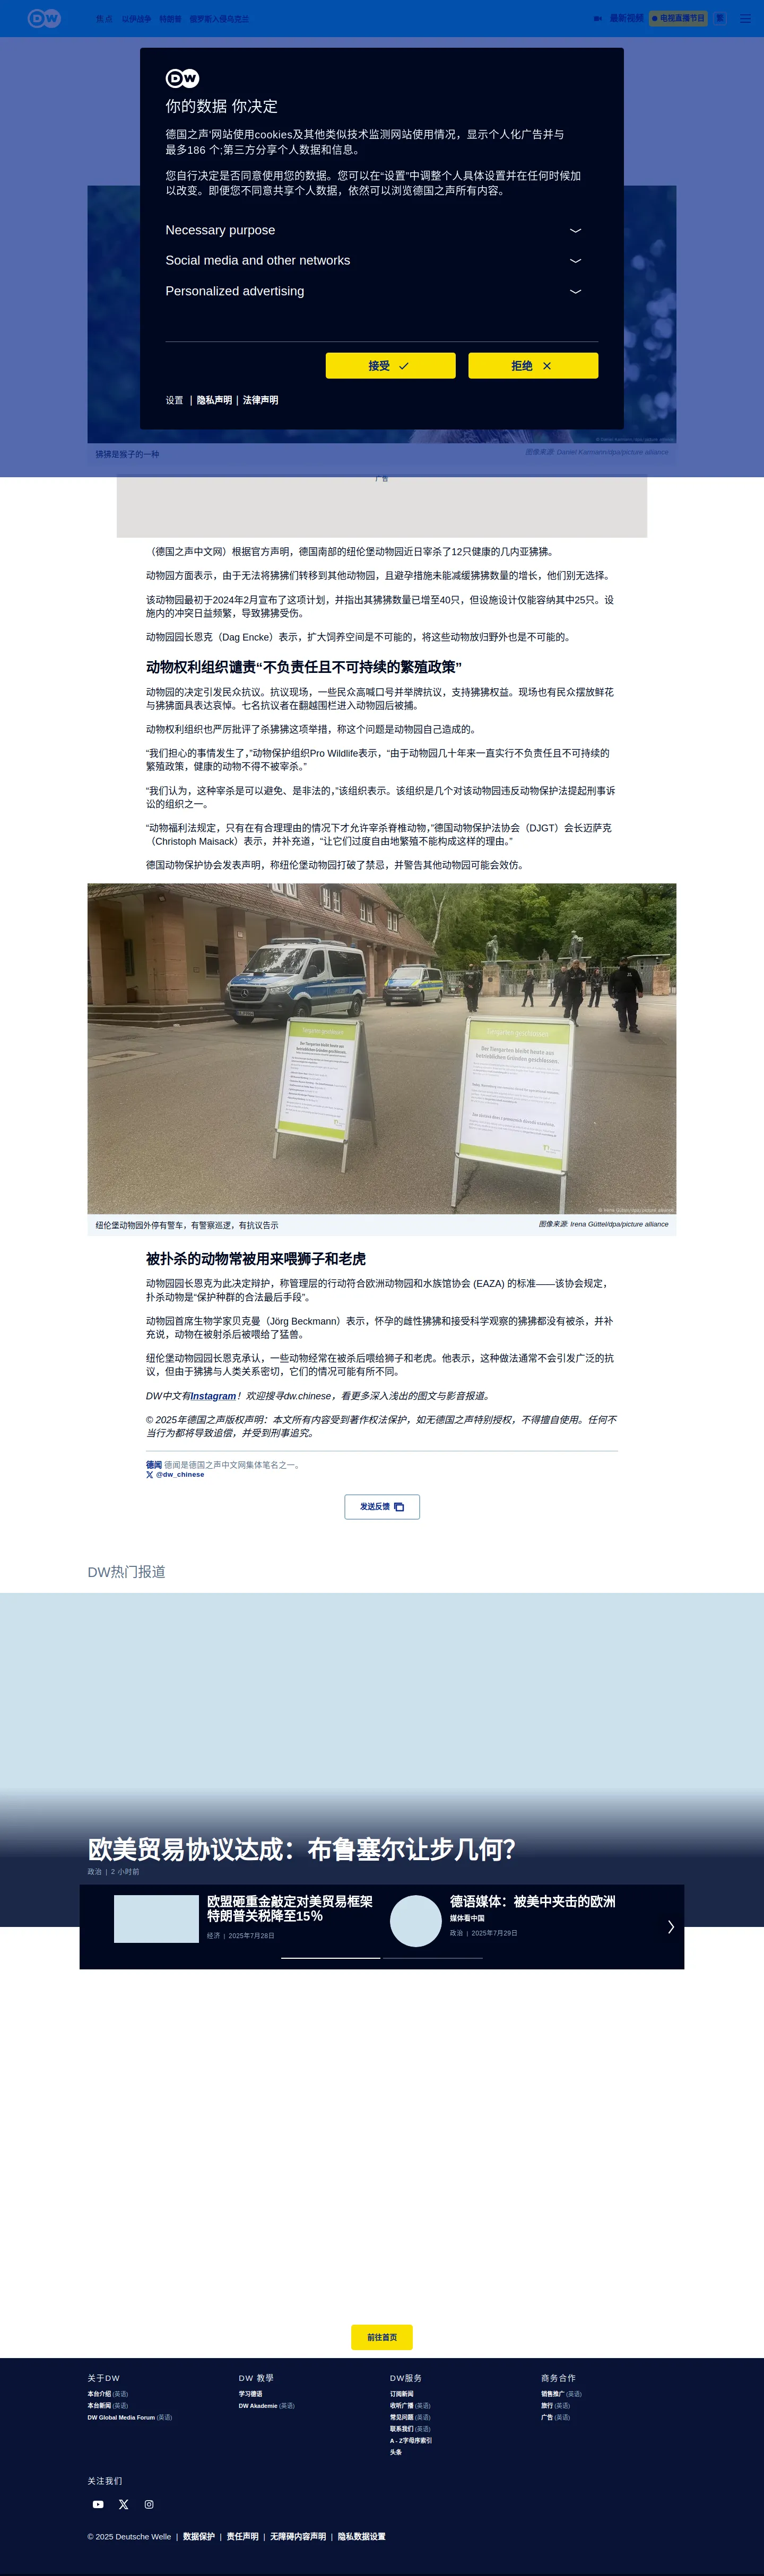 DW
焦点 以伊战争 特朗普 俄罗斯入侵乌克兰
最新视频 电视直播节目 繁
DW
你的数据 你决定
德国之声'网站使用cookies及其他类似技术监测网站使用情况，显示个人化广告并与
最多186 个;第三方分享个人数据和信息。
您自行决定是否同意使用您的数据。您可以在“设置”中调整个人具体设置并在任何时候加
以改变。即便您不同意共享个人数据，依然可以浏览德国之声所有内容。
Necessary purpose
Social media and other networks
Personalized advertising
接受
拒绝
设置 | 隐私声明 | 法律声明
© Daniel Karmann/dpa/picture alliance
狒狒是猴子的一种
图像来源: Daniel Karmann/dpa/picture alliance
广告
（德国之声中文网）根据官方声明，德国南部的纽伦堡动物园近日宰杀了12只健康的几内亚狒狒。
动物园方面表示，由于无法将狒狒们转移到其他动物园，且避孕措施未能减缓狒狒数量的增长，他们别无选择。
该动物园最初于2024年2月宣布了这项计划，并指出其狒狒数量已增至40只，但设施设计仅能容纳其中25只。设
施内的冲突日益频繁，导致狒狒受伤。
动物园园长恩克（Dag Encke）表示，扩大饲养空间是不可能的，将这些动物放归野外也是不可能的。
动物权利组织谴责“不负责任且不可持续的繁殖政策”
动物园的决定引发民众抗议。抗议现场，一些民众高喊口号并举牌抗议，支持狒狒权益。现场也有民众摆放鲜花
与狒狒面具表达哀悼。七名抗议者在翻越围栏进入动物园后被捕。
动物权利组织也严厉批评了杀狒狒这项举措，称这个问题是动物园自己造成的。
“我们担心的事情发生了，”动物保护组织Pro Wildlife表示，“由于动物园几十年来一直实行不负责任且不可持续的
繁殖政策，健康的动物不得不被宰杀。”
“我们认为，这种宰杀是可以避免、是非法的，”该组织表示。该组织是几个对该动物园违反动物保护法提起刑事诉
讼的组织之一。
“动物福利法规定，只有在有合理理由的情况下才允许宰杀脊椎动物，”德国动物保护法协会（DJGT）会长迈萨克
（Christoph Maisack）表示，并补充道，“让它们过度自由地繁殖不能构成这样的理由。”
德国动物保护协会发表声明，称纽伦堡动物园打破了禁忌，并警告其他动物园可能会效仿。
Tiergarten geschlossen
Der Tiergarten bleibt heute aus
betrieblichen Gründen geschlossen.
Tiergarten geschlossen
Der Tiergarten bleibt heute aus
betrieblichen Gründen geschlossen.
© Irena Güttel/dpa/picture alliance
纽伦堡动物园外停有警车，有警察巡逻，有抗议告示
图像来源: Irena Güttel/dpa/picture alliance
被扑杀的动物常被用来喂狮子和老虎
动物园园长恩克为此决定辩护，称管理层的行动符合欧洲动物园和水族馆协会 (EAZA) 的标准——该协会规定，
扑杀动物是“保护种群的合法最后手段”。
动物园首席生物学家贝克曼（Jörg Beckmann）表示，怀孕的雌性狒狒和接受科学观察的狒狒都没有被杀，并补
充说，动物在被射杀后被喂给了猛兽。
纽伦堡动物园园长恩克承认，一些动物经常在被杀后喂给狮子和老虎。他表示，这种做法通常不会引发广泛的抗
议，但由于狒狒与人类关系密切，它们的情况可能有所不同。
DW中文有Instagram！欢迎搜寻dw.chinese，看更多深入浅出的图文与影音报道。
© 2025年德国之声版权声明：本文所有内容受到著作权法保护，如无德国之声特别授权，不得擅自使用。任何不
当行为都将导致追偿，并受到刑事追究。
德闻 德闻是德国之声中文网集体笔名之一。
@dw_chinese
发送反馈
DW热门报道
欧美贸易协议达成：布鲁塞尔让步几何？
政治 | 2 小时前
欧盟砸重金敲定对美贸易框架
特朗普关税降至15％
经济 | 2025年7月28日
德语媒体：被美中夹击的欧洲
媒体看中国
政治 | 2025年7月29日
前往首页
关于DW
本台介绍 (英语)
本台新闻 (英语)
DW Global Media Forum (英语)
DW 教學
学习德语
DW Akademie (英语)
DW服务
订阅新闻
收听广播 (英语)
常见问题 (英语)
联系我们 (英语)
A - Z字母序索引
头条
商务合作
销售推广 (英语)
旅行 (英语)
广告 (英语)
关注我们
© 2025 Deutsche Welle | 数据保护 | 责任声明 | 无障碍内容声明 | 隐私数据设置